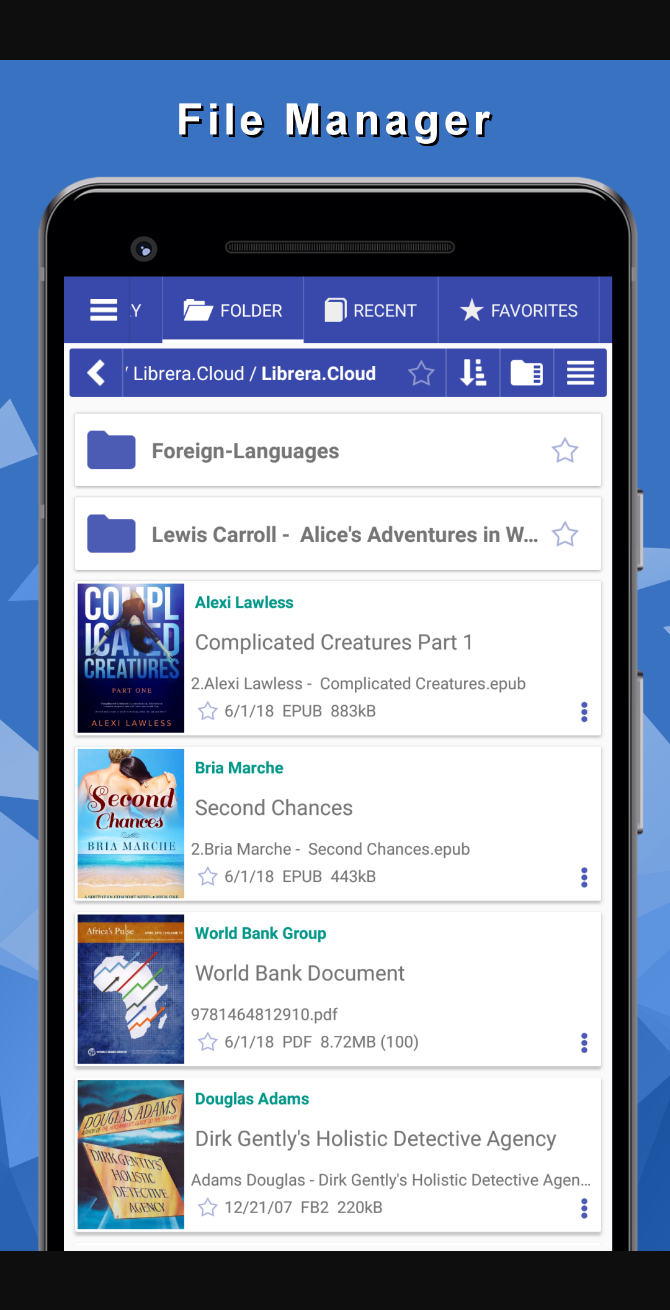 File Manager
Y FOLDER RECENT FAVORITES
/ Librera.Cloud / Librera.Cloud
Foreign-Languages
Lewis Carroll - Alice's Adventures in W...
COMPL
ICATED
CREATURES
PART ONE
ALEXI LAWLESS
Alexi Lawless
Complicated Creatures Part 1
2.Alexi Lawless - Complicated Creatures.epub
6/1/18 EPUB 883kB
Second
Chances
BRIA MARCHE
Bria Marche
Second Chances
2.Bria Marche - Second Chances.epub
6/1/18 EPUB 443kB
Africa's Pulse
World Bank Group
World Bank Document
9781464812910.pdf
6/1/18 PDF 8.72MB (100)
DOUGLAS ADAMS
DIRK GENTLY'S
HOLISTIC
DETECTIVE
AGENCY
Douglas Adams
Dirk Gently's Holistic Detective Agency
Adams Douglas - Dirk Gently's Holistic Detective Agen...
12/21/07 FB2 220kB